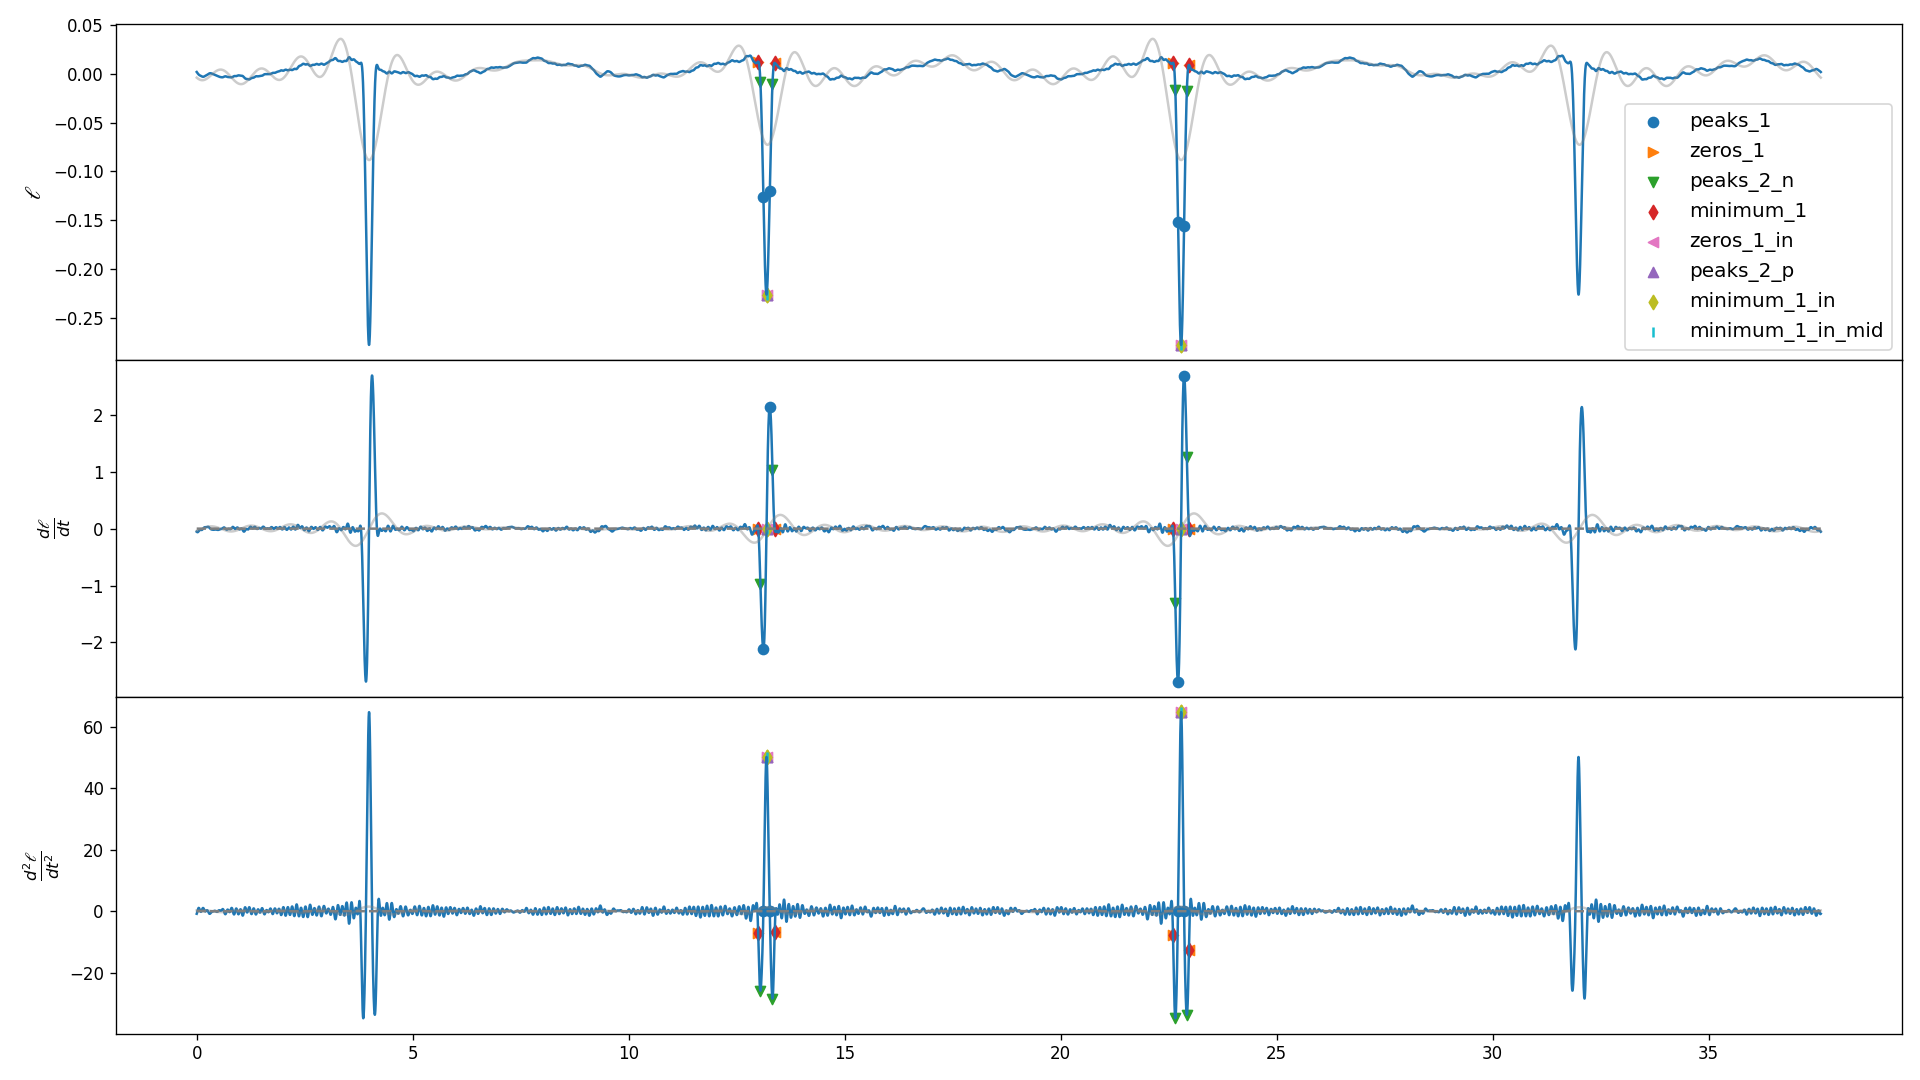 0.05
0.00
−0.05
−0.10
−0.15
−0.20
−0.25
ℓ
peaks_1
zeros_1
peaks_2_n
minimum_1
zeros_1_in
peaks_2_p
minimum_1_in
minimum_1_in_mid
2
1
0
−1
−2
dℓ
dt
60
40
20
0
−20
d²ℓ
dt²
0 5 10 15 20 25 30 35